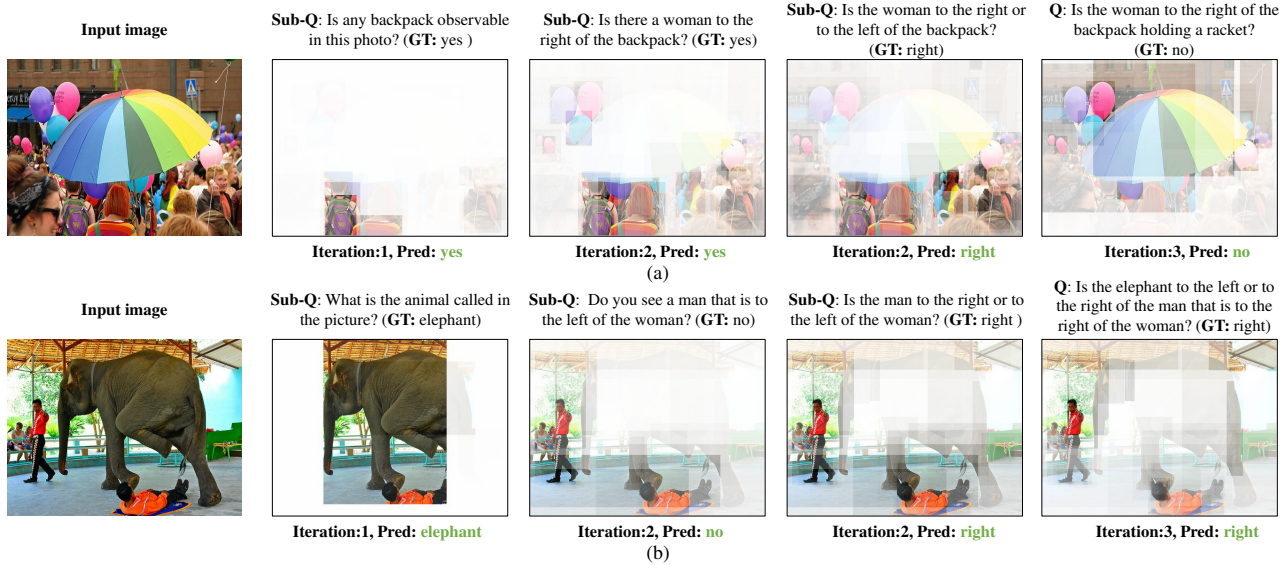 Input image
Sub-Q: Is any backpack observable
in this photo? (GT: yes )
Sub-Q: Is there a woman to the
right of the backpack? (GT: yes)
Sub-Q: Is the woman to the right or
to the left of the backpack?
(GT: right)
Q: Is the woman to the right of the
backpack holding a racket?
(GT: no)
Iteration:1, Pred: yes
Iteration:2, Pred: yes
Iteration:2, Pred: right
Iteration:3, Pred: no
(a)
Input image
Sub-Q: What is the animal called in
the picture? (GT: elephant)
Sub-Q: Do you see a man that is to
the left of the woman? (GT: no)
Sub-Q: Is the man to the right or to
the left of the woman? (GT: right )
Q: Is the elephant to the left or to
the right of the man that is to the
right of the woman? (GT: right)
Iteration:1, Pred: elephant
Iteration:2, Pred: no
Iteration:2, Pred: right
Iteration:3, Pred: right
(b)